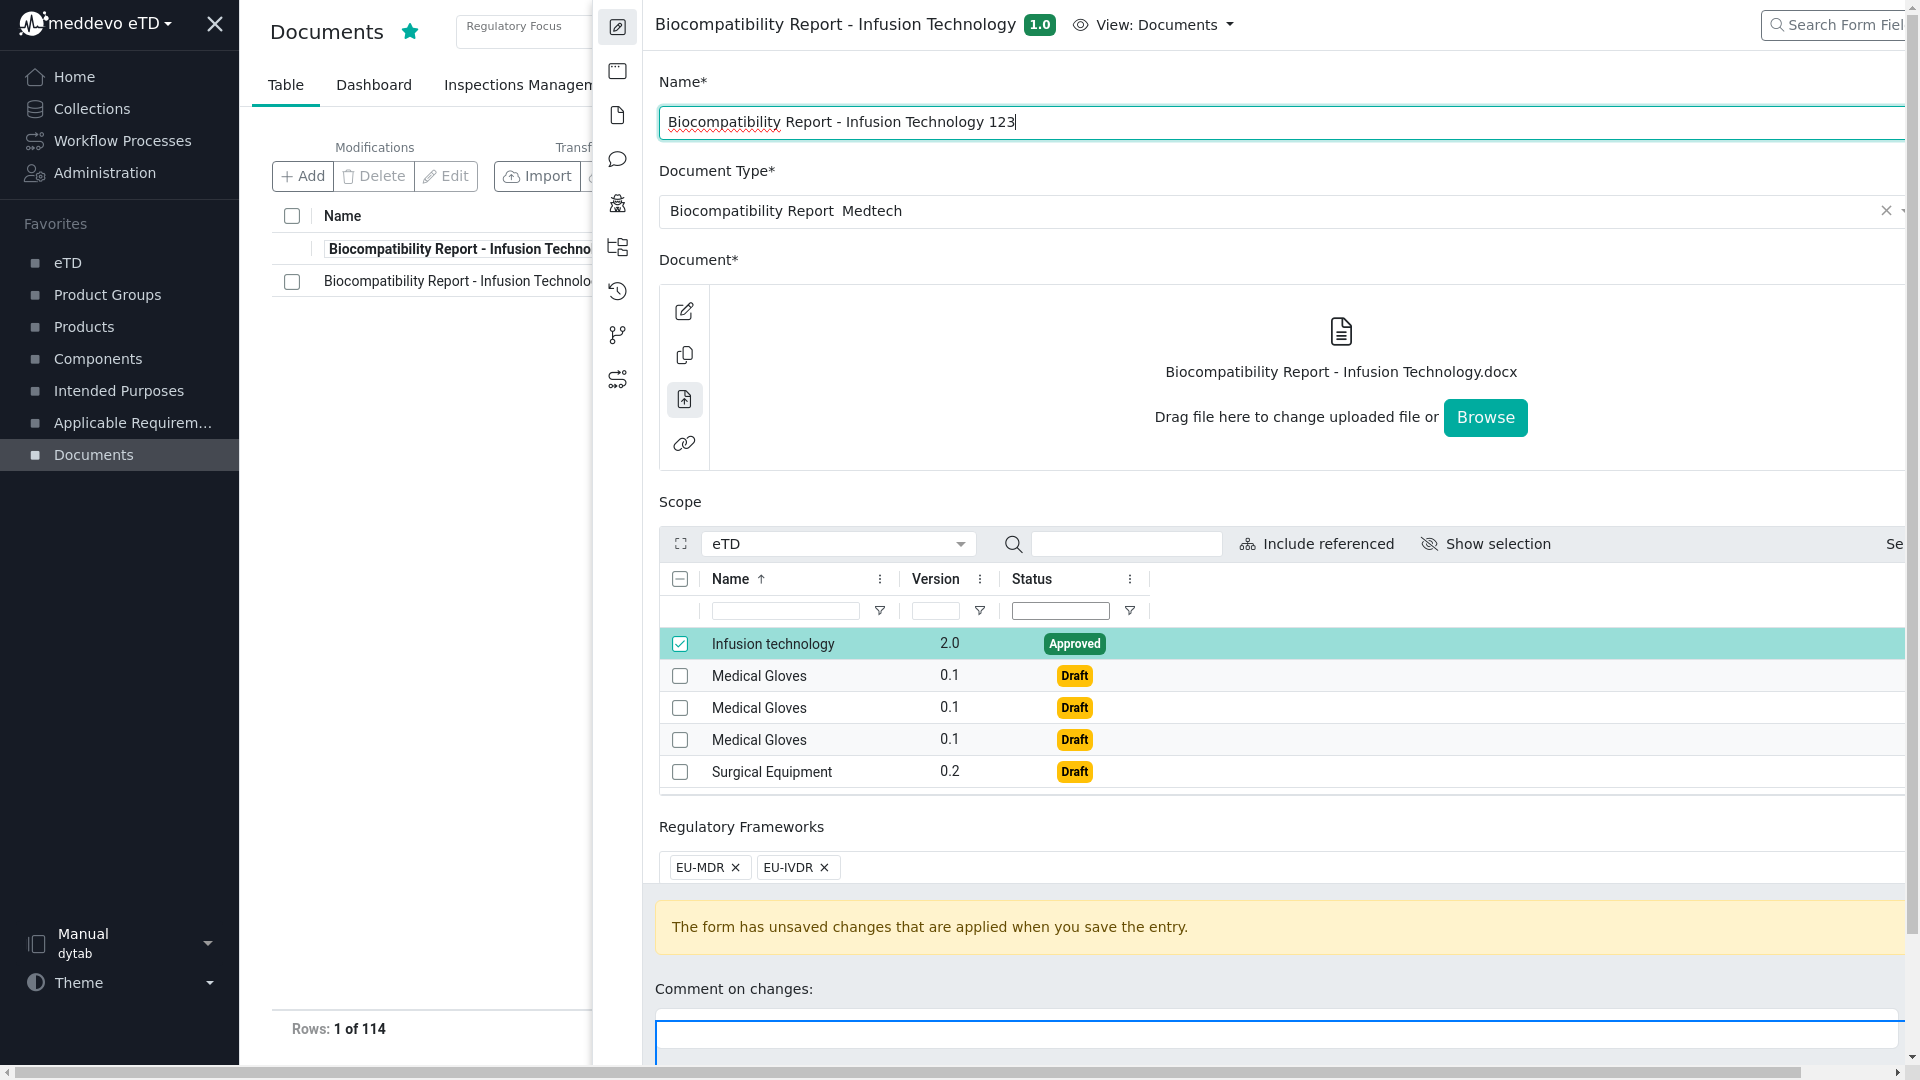 meddevo eTD
Home
Collections
Workflow Processes
Administration
Favorites
eTD
Product Groups
Products
Components
Intended Purposes
Applicable Requirem...
Documents
Manual
dytab
Theme
Documents
Regulatory Focus
Table
Dashboard
Inspections Managem
Modifications
Transf
Add
Delete
Edit
Import
Name
Biocompatibility Report - Infusion Techno
Biocompatibility Report - Infusion Technolo
Rows: 1 of 114
Biocompatibility Report - Infusion Technology 1.0 View: Documents
Search Form Fiel
Name*
Biocompatibility Report - Infusion Technology 123
Document Type*
Biocompatibility Report Medtech
Document*
Biocompatibility Report - Infusion Technology.docx
Drag file here to change uploaded file or Browse
Scope
eTD
Include referenced
Show selection
Se
Name Version Status
Infusion technology 2.0 Approved
Medical Gloves 0.1 Draft
Medical Gloves 0.1 Draft
Medical Gloves 0.1 Draft
Surgical Equipment 0.2 Draft
Regulatory Frameworks
EU-MDR
EU-IVDR
The form has unsaved changes that are applied when you save the entry.
Comment on changes: